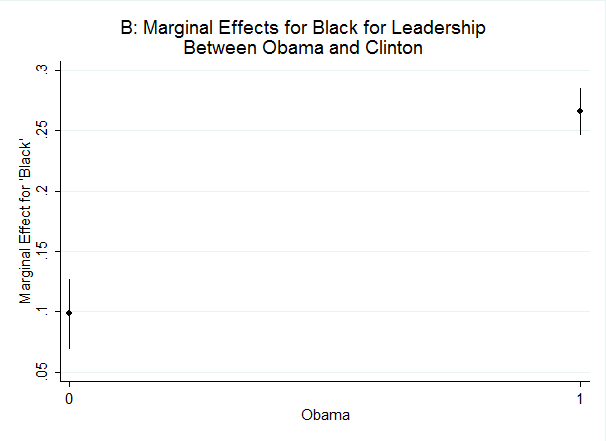 B: Marginal Effects for Black for Leadership
Between Obama and Clinton
Marginal Effect for 'Black'
.3
.25
.2
.15
.1
.05
0
1
Obama